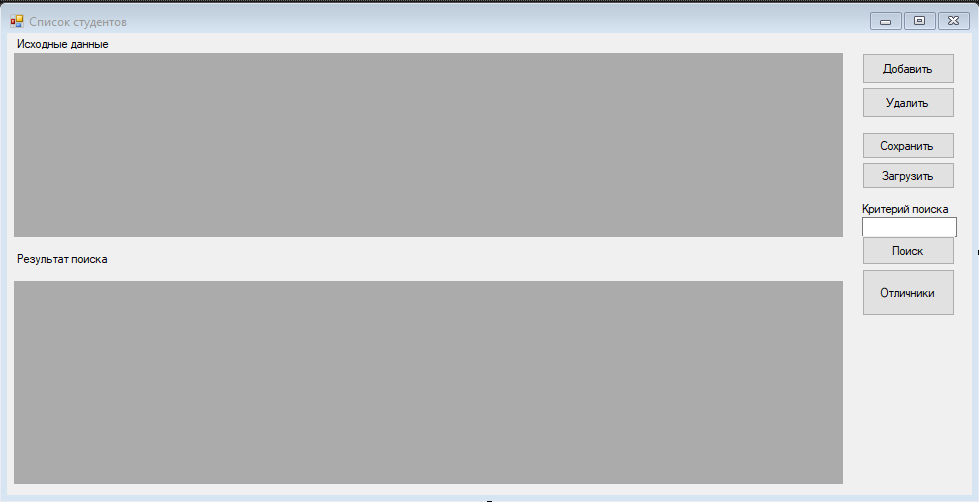 Список студентов
Исходные данные
Добавить
Удалить
Сохранить
Загрузить
Критерий поиска
Поиск
Результат поиска
Отличники